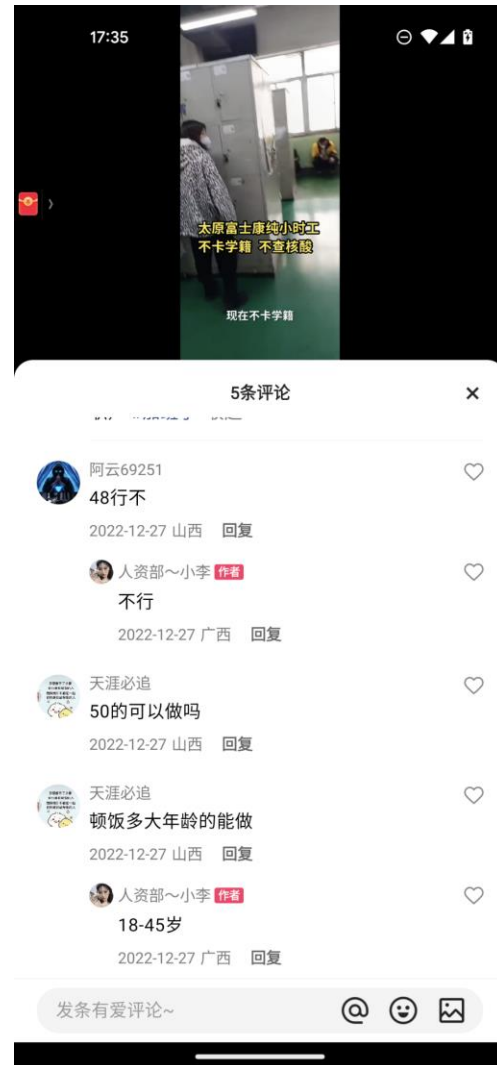 17:35
太原富士康纯小时工
不卡学籍 不查核酸
现在不卡学籍
5条评论
阿云69251
48行不
2022-12-27 山西 回复
人资部～小李 作者
不行
2022-12-27 广西 回复
天涯必追
50的可以做吗
2022-12-27 山西 回复
天涯必追
顿饭多大年龄的能做
2022-12-27 山西 回复
人资部～小李 作者
18-45岁
2022-12-27 广西 回复
发条有爱评论~